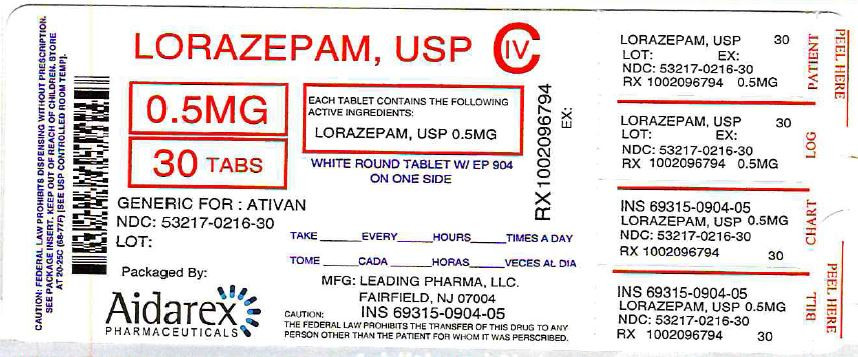 CAUTION: FEDERAL LAW PROHIBITS DISPENSING WITHOUT PRESCRIPTION.
SEE PACKAGE INSERT. KEEP OUT OF REACH OF CHILDREN. STORE
AT 20-25C (68-77F) [SEE USP CONTROLLED ROOM TEMP].
LORAZEPAM, USP CIV
0.5MG
30 TABS
EACH TABLET CONTAINS THE FOLLOWING
ACTIVE INGREDIENTS:
LORAZEPAM, USP 0.5MG
WHITE ROUND TABLET W/ EP 904
ON ONE SIDE
GENERIC FOR : ATIVAN
NDC: 53217-0216-30
LOT:
TAKE ______EVERY______HOURS______TIMES A DAY
TOME ______CADA ______HORAS______VECES AL DIA
Packaged By:
Aidarex
PHARMACEUTICALS
MFG: LEADING PHARMA, LLC.
FAIRFIELD, NJ 07004
INS 69315-0904-05
CAUTION:
THE FEDERAL LAW PROHIBITS THE TRANSFER OF THIS DRUG TO ANY
PERSON OTHER THAN THE PATIENT FOR WHOM IT WAS PERSCRIBED.
RX1002096794
EX:
LORAZEPAM, USP 30
LOT: EX:
NDC: 53217-0216-30
RX 1002096794 0.5MG
PATIENT
PEEL HERE
LORAZEPAM, USP 30
LOT: EX:
NDC: 53217-0216-30
RX 1002096794 0.5MG
LOG
INS 69315-0904-05
LORAZEPAM, USP 0.5MG
NDC: 53217-0216-30
RX 1002096794 30
CHART
INS 69315-0904-05
LORAZEPAM, USP 0.5MG
NDC: 53217-0216-30
RX 1002096794 30
BILL
PEEL HERE